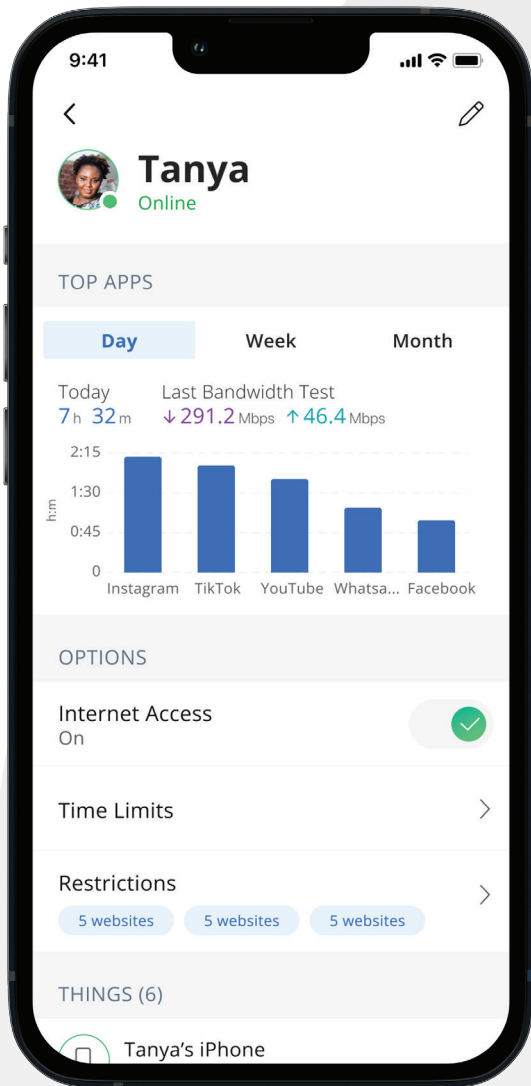 9:41
Tanya
Online
TOP APPS
Day Week Month
Today Last Bandwidth Test
7h 32m ↓291.2 Mbps ↑46.4 Mbps
2:15
1:30
0:45
0
h:m
Instagram TikTok YouTube Whatsa... Facebook
OPTIONS
Internet Access
On
Time Limits
Restrictions
5 websites 5 websites 5 websites
THINGS (6)
Tanya’s iPhone